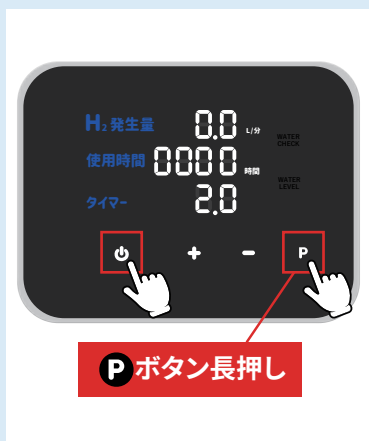 H₂ 発生量 0.0 L/分
WATER CHECK
使用時間 0000 時間
WATER LEVEL
タイマー 2.0
+ - P
P ボタン長押し